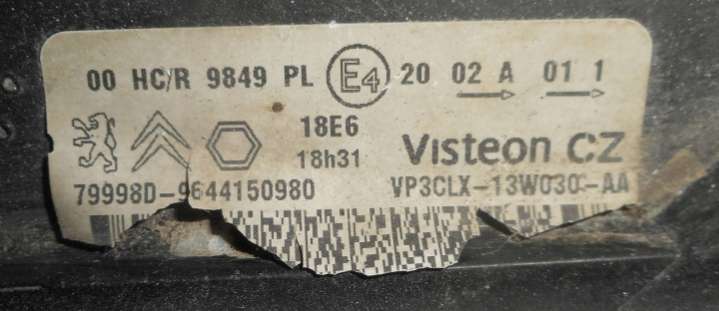 00 HC/R 9849 PL E4 20 02 A 01 1
18E6
18h31 Visteon CZ
79998D-9644150980 VP3CLX-13W030-AA